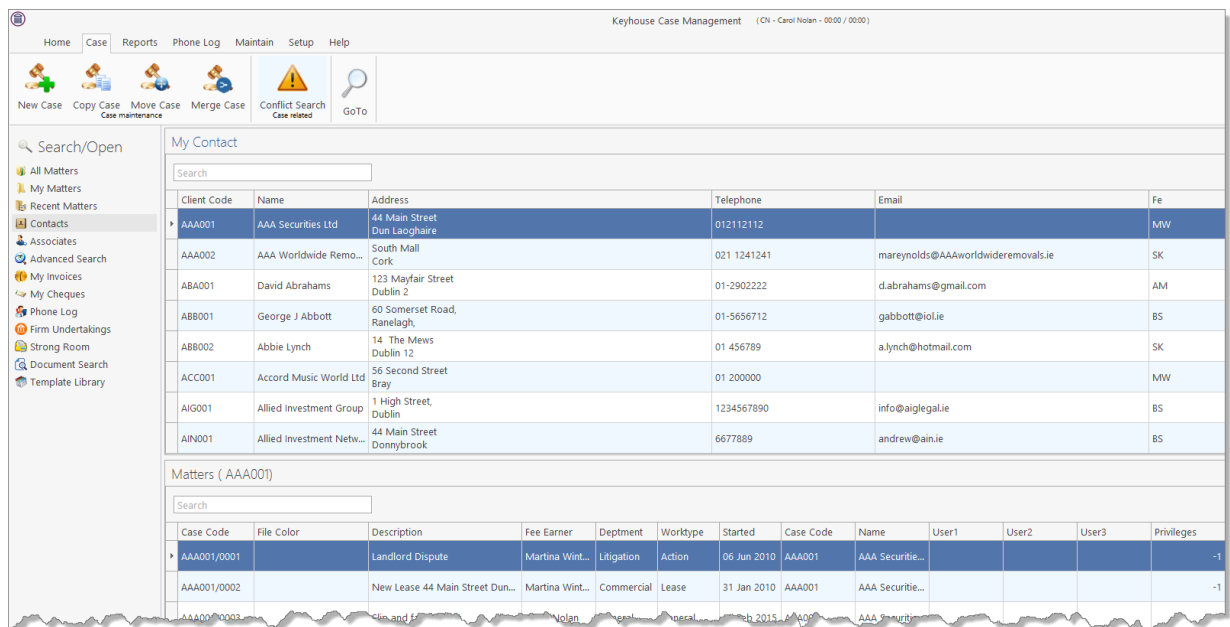 Keyhouse Case Management (CN - Carol Nolan - 00:00 / 00:00)
Home Case Reports Phone Log Maintain Setup Help
New Case Copy Case Move Case Merge Case Conflict Search GoTo
Case maintenance Case related
Search/Open
All Matters
My Matters
Recent Matters
Contacts
Associates
Advanced Search
My Invoices
My Cheques
Phone Log
Firm Undertakings
Strong Room
Document Search
Template Library
My Contact
Search
Client Code Name Address Telephone Email Fe
AAA001 AAA Securities Ltd 44 Main Street 012112112 MW
Dun Laoghaire
AAA002 AAA Worldwide Remo... South Mall 021 1241241 mareynolds@AAAworldwideremovals.ie SK
Cork
ABA001 David Abrahams 123 Mayfair Street 01-2902222 d.abrahams@gmail.com AM
Dublin 2
ABB001 George J Abbott 60 Somerset Road, 01-5656712 gabbott@iol.ie BS
Ranelagh,
ABB002 Abbie Lynch 14 The Mews 01 456789 a.lynch@hotmail.com SK
Dublin 12
ACC001 Accord Music World Ltd 56 Second Street 01 200000 MW
Bray
AIG001 Allied Investment Group 1 High Street, 1234567890 info@aiglegal.ie BS
Dublin
AIN001 Allied Investment Netw... 44 Main Street 6677889 andrew@ain.ie BS
Donnybrook
Matters ( AAA001)
Search
Case Code File Color Description Fee Earner Deptment Worktype Started Case Code Name User1 User2 User3 Privileges
AAA001/0001 Landlord Dispute Martina Wint... Litigation Action 06 Jun 2010 AAA001 AAA Securitie... -1
AAA001/0002 New Lease 44 Main Street Dun... Martina Wint... Commercial Lease 31 Jan 2010 AAA001 AAA Securitie... -1
Nolan 2015 AAA